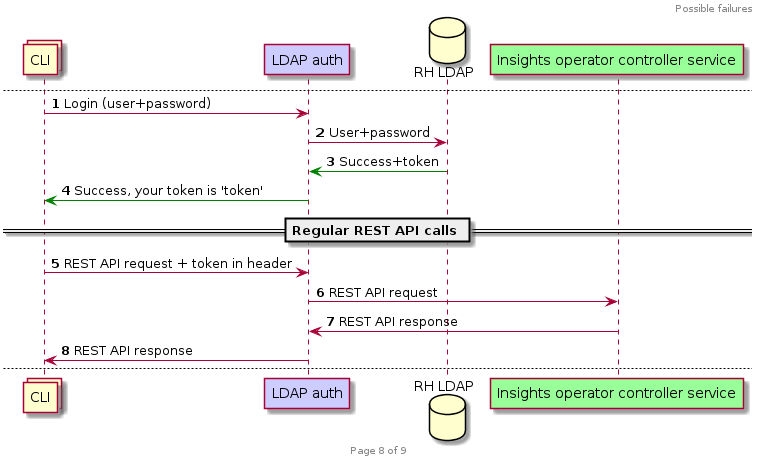 Possible failures
CLI
LDAP auth
RH LDAP
Insights operator controller service
1 Login (user+password)
2 User+password
3 Success+token
4 Success, your token is 'token'
Regular REST API calls
5 REST API request + token in header
6 REST API request
7 REST API response
8 REST API response
CLI
LDAP auth
RH LDAP
Insights operator controller service
Page 8 of 9